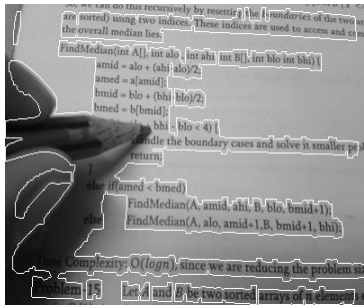 so, we can do this recursively by resetting the boundaries of the two
are sorted) using two indices. These indices are used to access and co
the overall median lies.
FindMedian(int A[], int alo, int ahi, int B[], int blo int bhi) {
amid = alo + (ahi-alo)/2;
amed = a[amid];
bmid = blo + (bhi-blo)/2;
bmed = b[bmid];
bhi - blo < 4) {
Handle the boundary cases and solve it smaller prob
return;
}
else if(amed < bmed)
FindMedian(A, amid, ahi, B, blo, bmid+1);
else FindMedian(A, alo, amid+1,B, bmid+1, bhi);
Time Complexity: O(logn), since we are reducing the problem siz
Problem 15 Let A and B be two sorted arrays of n element